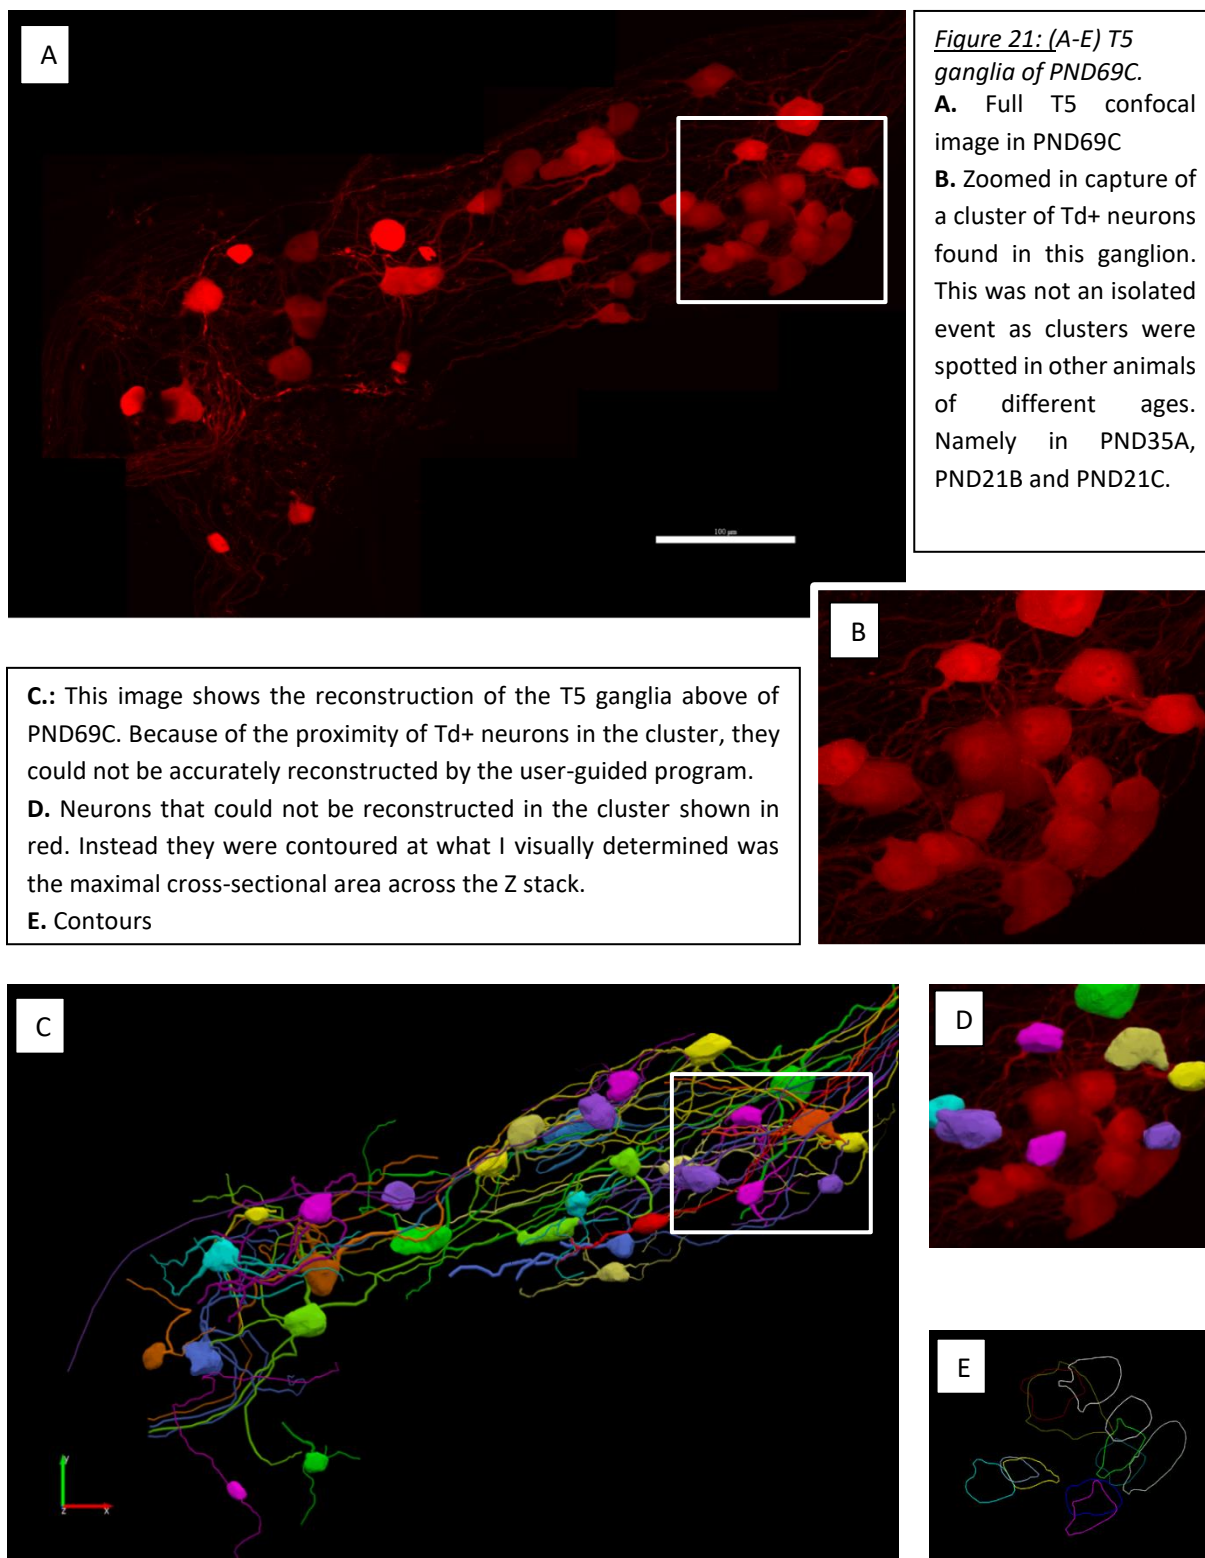 A
Figure 21: (A-E) T5
ganglia of PND69C.
A. Full T5 confocal
image in PND69C
B. Zoomed in capture of
a cluster of Td+ neurons
found in this ganglion.
This was not an isolated
event as clusters were
spotted in other animals
of different ages.
Namely in PND35A,
PND21B and PND21C.
100 µm
B
C.: This image shows the reconstruction of the T5 ganglia above of
PND69C. Because of the proximity of Td+ neurons in the cluster, they
could not be accurately reconstructed by the user-guided program.
D. Neurons that could not be reconstructed in the cluster shown in
red. Instead they were contoured at what I visually determined was
the maximal cross-sectional area across the Z stack.
E. Contours
C
D
E
y
z
x